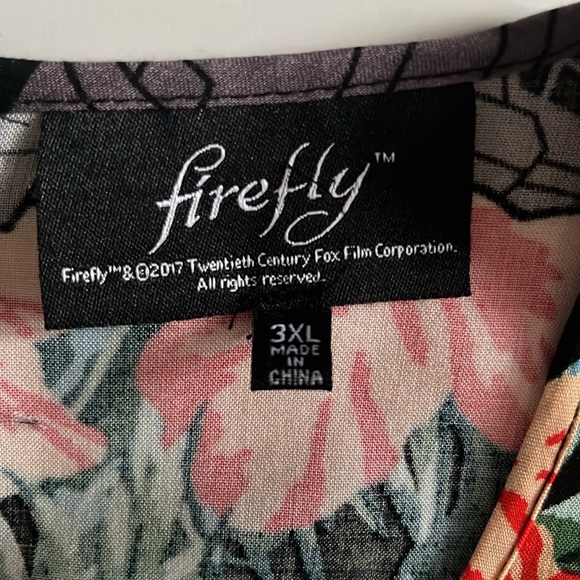 firefly™
Firefly™&©2017 Twentieth Century Fox Film Corporation.
All rights reserved.
3XL
MADE
IN
CHINA